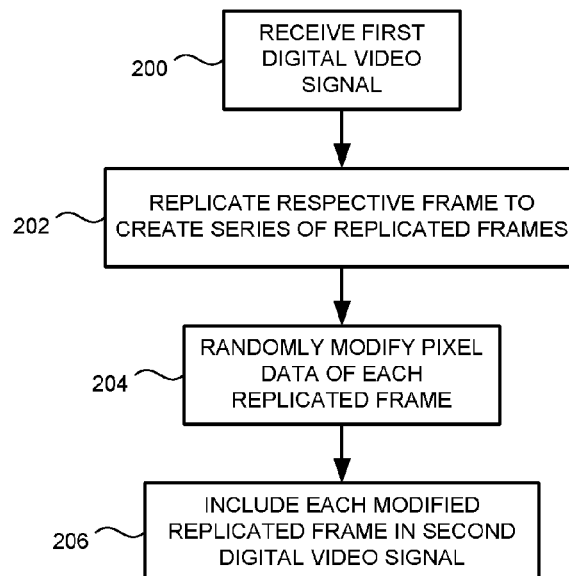 200
RECEIVE FIRST
DIGITAL VIDEO
SIGNAL
202
REPLICATE RESPECTIVE FRAME TO
CREATE SERIES OF REPLICATED FRAMES
204
RANDOMLY MODIFY PIXEL
DATA OF EACH
REPLICATED FRAME
206
INCLUDE EACH MODIFIED
REPLICATED FRAME IN SECOND
DIGITAL VIDEO SIGNAL